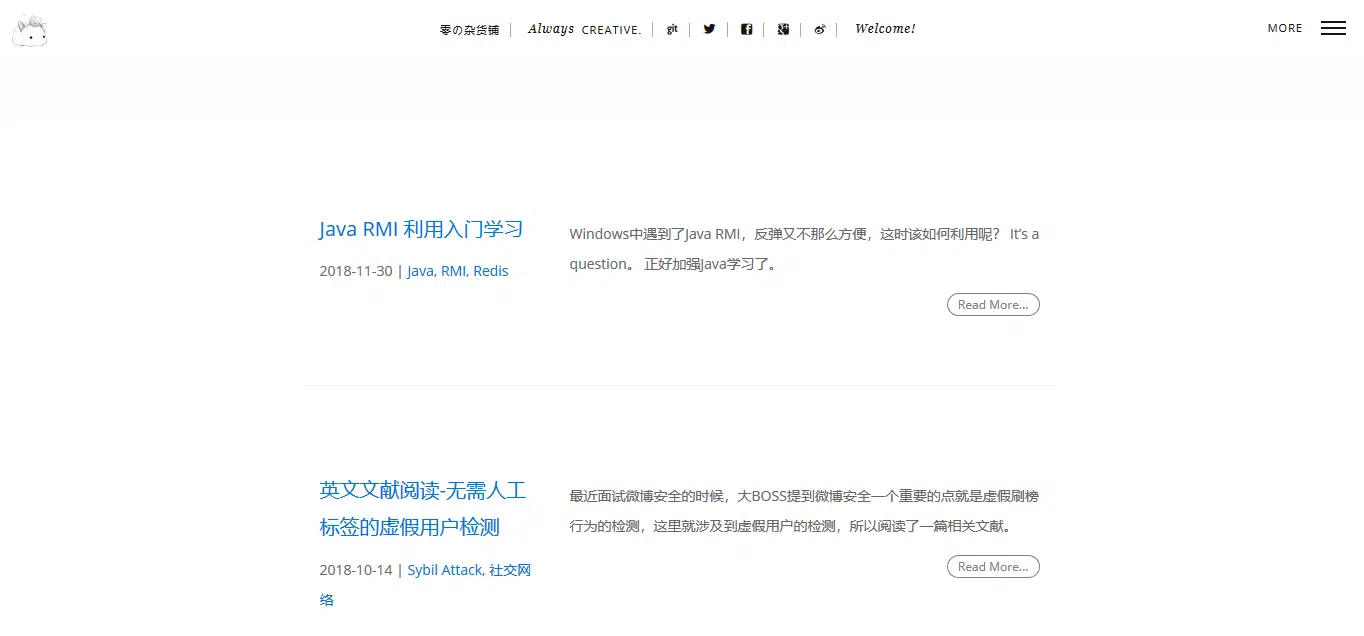 零の杂货铺 Always CREATIVE. git Welcome! MORE
Java RMI 利用入门学习
2018-11-30 | Java, RMI, Redis
Windows中遇到了Java RMI，反弹又不那么方便，这时该如何利用呢？ It's a
question。 正好加强Java学习了。
Read More...
英文文献阅读-无需人工
标签的虚假用户检测
2018-10-14 | Sybil Attack, 社交网
络
最近面试微博安全的时候，大BOSS提到微博安全一个重要的点就是虚假刷榜
行为的检测，这里就涉及到虚假用户的检测，所以阅读了一篇相关文献。
Read More...